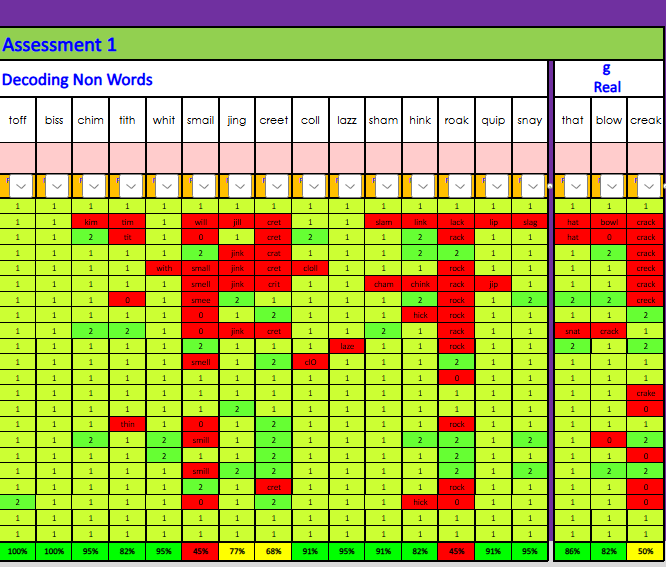 Assessment 1
Decoding Non Words g
Real
toff biss chim tith whit smail jing creet coll lazz sham hink roak quip snay that blow creak
1 1 1 1 1 1 1 1 1 1 1 1 1 1 1 1 1 1
1 1 kim tim 1 will jill cret 1 1 slam link lack lip slag hat bowl crack
1 1 2 tit 1 0 1 cret 2 1 1 2 rack 1 1 hat 0 crack
1 1 1 1 1 2 jink crat 1 1 1 2 2 1 1 1 2 crack
1 1 1 1 with small jink cret cloll 1 1 1 rock 1 1 1 1 creck
1 1 1 1 1 smell jink crit 1 1 cham chink rack jip 1 1 1 creck
1 1 1 0 1 smee 2 1 1 1 1 2 rock 1 2 2 2 creck
1 1 1 1 1 0 1 2 1 1 1 hick rock 1 1 1 1 2
1 1 2 2 1 0 jink cret 1 1 2 1 rack 1 1 snat crack 1
1 1 1 1 1 2 1 1 1 laze 1 1 rock 1 1 2 1 2
1 1 1 1 1 smell 1 2 clO 1 1 1 2 1 1 1 1 1
1 1 1 1 1 1 1 1 1 1 1 1 0 1 1 1 1 1
1 1 1 1 1 1 1 1 1 1 1 1 1 1 1 1 1 crake
1 1 1 1 1 1 2 1 1 1 1 1 1 1 1 1 1 0
1 1 1 thin 1 0 1 2 1 1 1 1 rock 1 1 1 1 2
1 1 2 1 2 smill 1 2 1 1 1 2 2 1 2 1 0 2
1 1 1 1 2 1 1 2 1 1 1 1 2 1 1 1 1 0
1 1 1 1 1 smill 2 2 1 1 1 1 2 1 2 1 2 2
1 1 1 1 1 2 1 cret 1 1 1 1 rock 1 1 1 1 0
2 1 1 1 1 0 1 2 1 1 1 hick 0 1 1 1 1 0
1 1 1 1 1 1 1 1 1 1 1 1 1 1 1 1 1 1
1 1 1 1 1 1 1 1 1 1 1 1 1 1 1 1 1 1
100% 100% 95% 82% 95% 45% 77% 68% 91% 95% 91% 82% 45% 91% 95% 86% 82% 50%